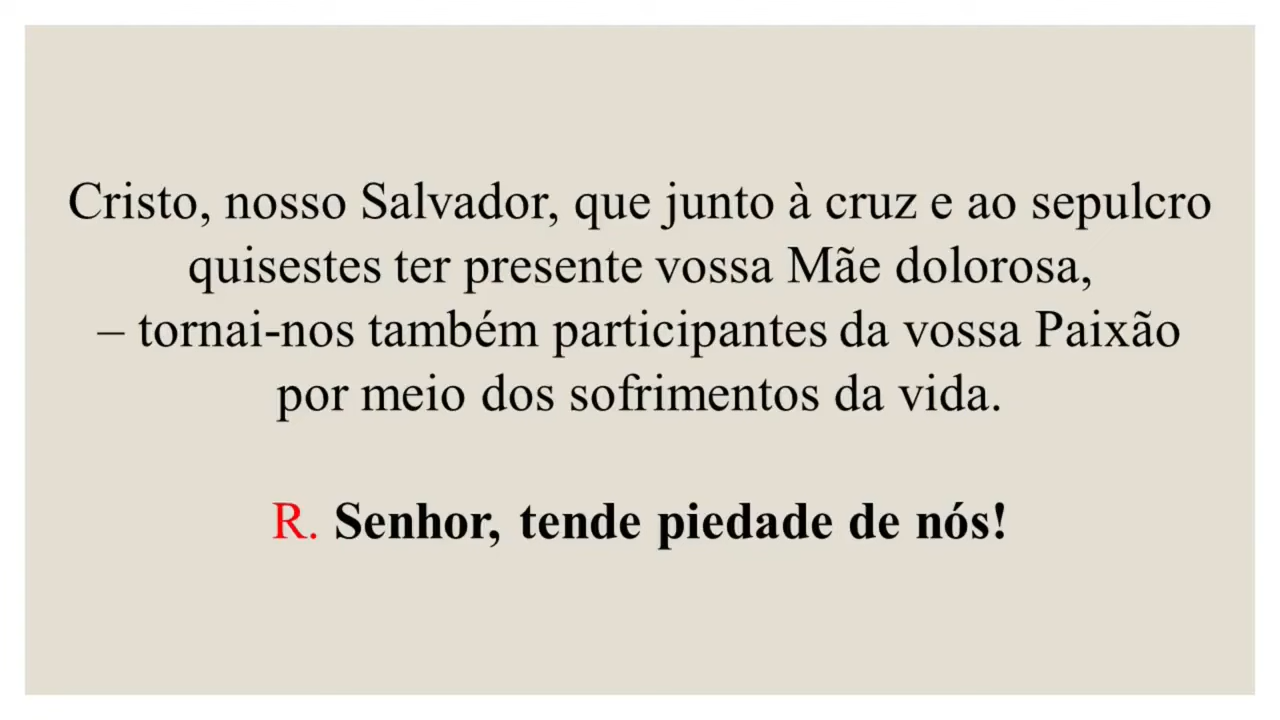 Cristo, nosso Salvador, que junto à cruz e ao sepulcro
quisestes ter presente vossa Mãe dolorosa,
– tornai-nos também participantes da vossa Paixão
por meio dos sofrimentos da vida.
R. Senhor, tende piedade de nós!